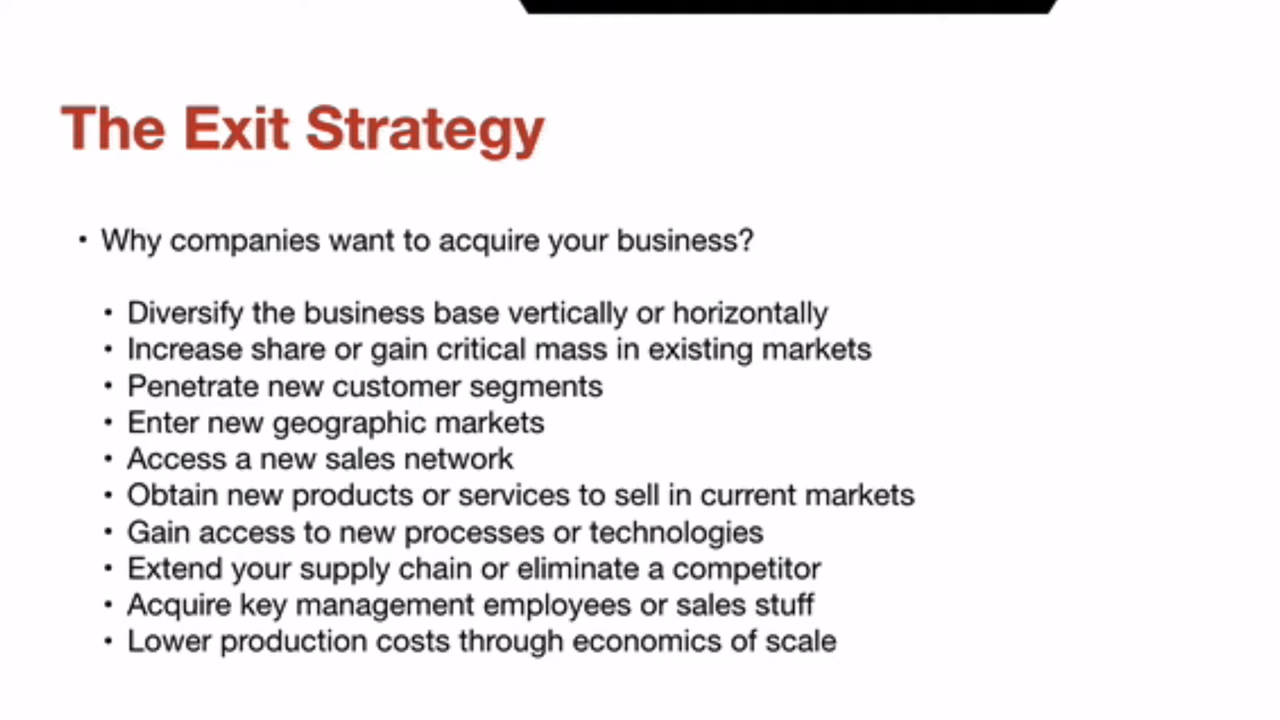 The Exit Strategy
• Why companies want to acquire your business?
• Diversify the business base vertically or horizontally
• Increase share or gain critical mass in existing markets
• Penetrate new customer segments
• Enter new geographic markets
• Access a new sales network
• Obtain new products or services to sell in current markets
• Gain access to new processes or technologies
• Extend your supply chain or eliminate a competitor
• Acquire key management employees or sales stuff
• Lower production costs through economics of scale